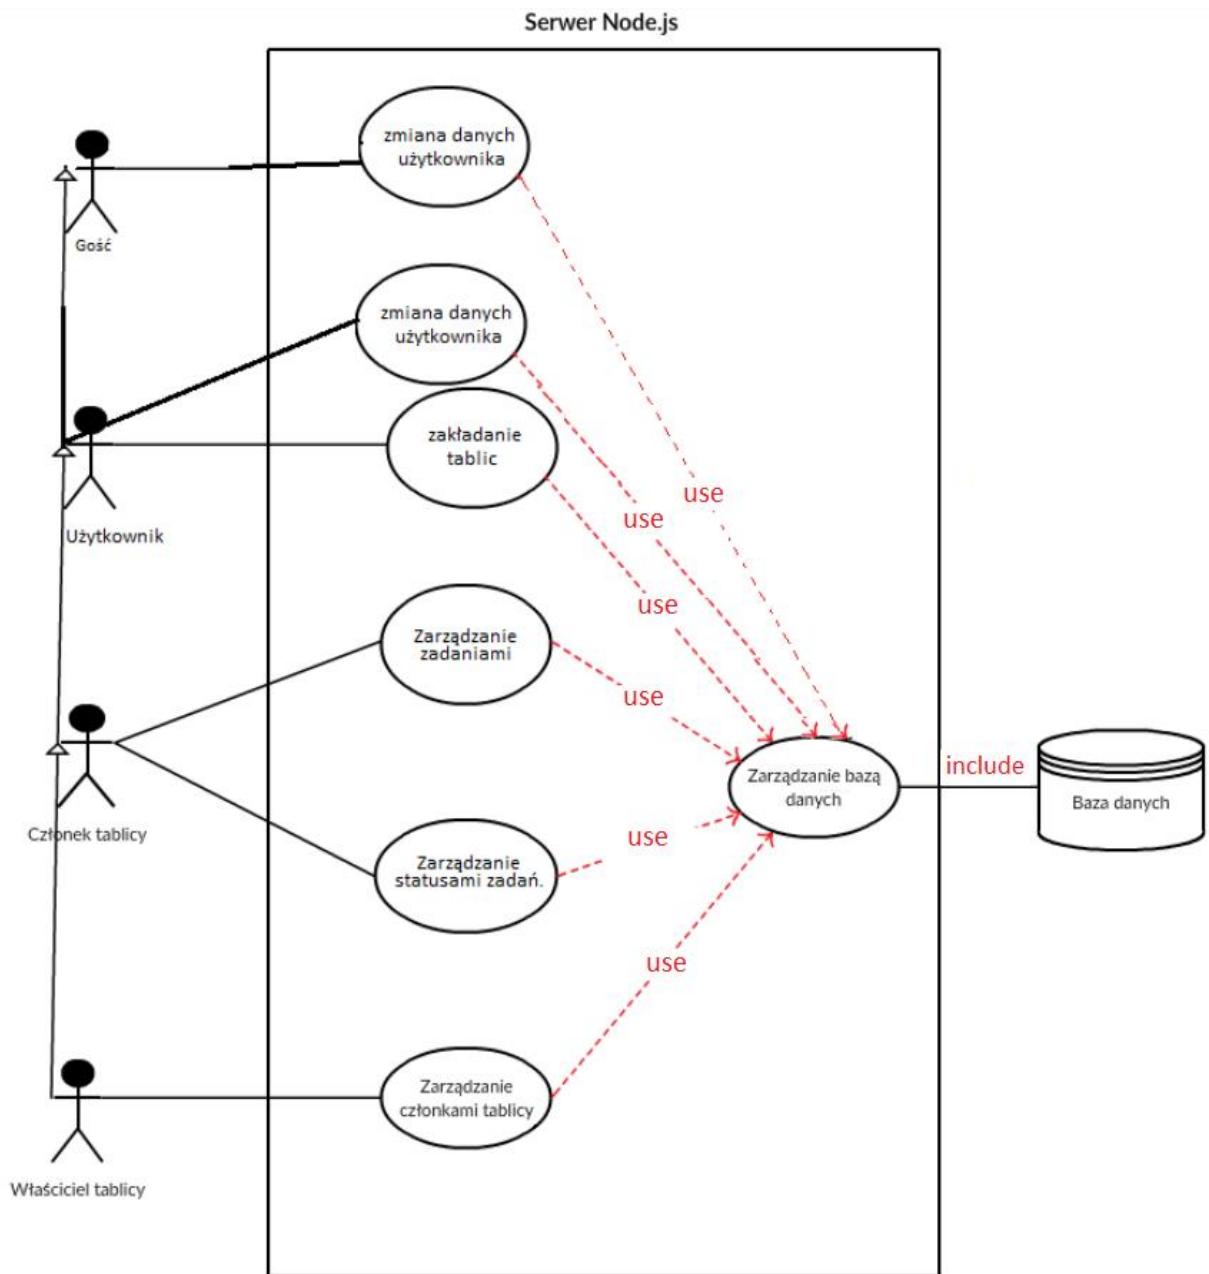 Serwer Node.js
zmiana danych
użytkownika
Gość
zmiana danych
użytkownika
zakładanie
tablic
use
use
Użytkownik
use
Zarządzanie
zadaniami
use
include
Zarządzanie bazą
danych
Baza danych
Członek tablicy
use
Zarządzanie
statusami zadań.
use
Zarządzanie
członkami tablicy
Właściciel tablicy